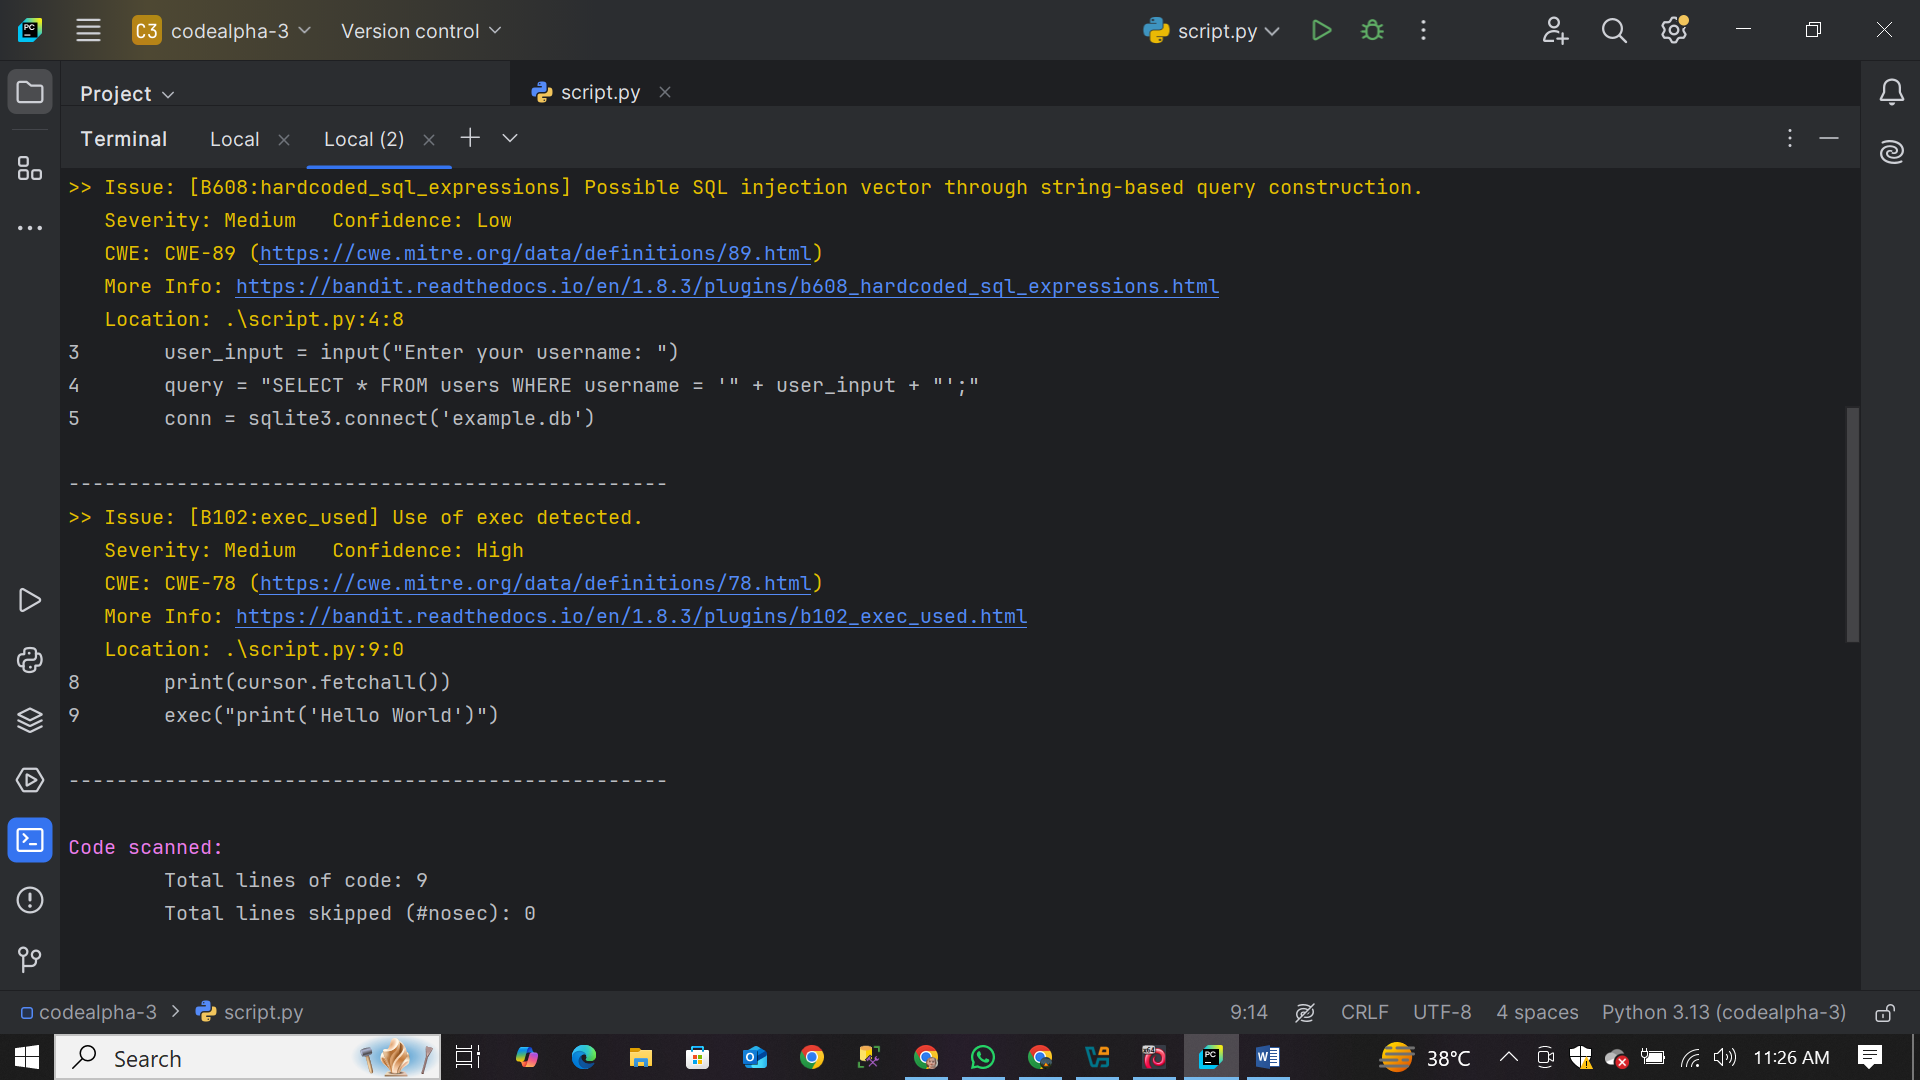 C3 codealpha-3 Version control script.py
Project script.py
Terminal Local Local (2)
>> Issue: [B608:hardcoded_sql_expressions] Possible SQL injection vector through string-based query construction.
   Severity: Medium   Confidence: Low
   CWE: CWE-89 (https://cwe.mitre.org/data/definitions/89.html)
   More Info: https://bandit.readthedocs.io/en/1.8.3/plugins/b608_hardcoded_sql_expressions.html
   Location: .\script.py:4:8
3       user_input = input("Enter your username: ")
4       query = "SELECT * FROM users WHERE username = '" + user_input + "';"
5       conn = sqlite3.connect('example.db')
--------------------------------------------------
>> Issue: [B102:exec_used] Use of exec detected.
   Severity: Medium   Confidence: High
   CWE: CWE-78 (https://cwe.mitre.org/data/definitions/78.html)
   More Info: https://bandit.readthedocs.io/en/1.8.3/plugins/b102_exec_used.html
   Location: .\script.py:9:0
8       print(cursor.fetchall())
9       exec("print('Hello World')")
--------------------------------------------------
Code scanned:
        Total lines of code: 9
        Total lines skipped (#nosec): 0
codealpha-3 > script.py 9:14 CRLF UTF-8 4 spaces Python 3.13 (codealpha-3)
Search 38°C 11:26 AM